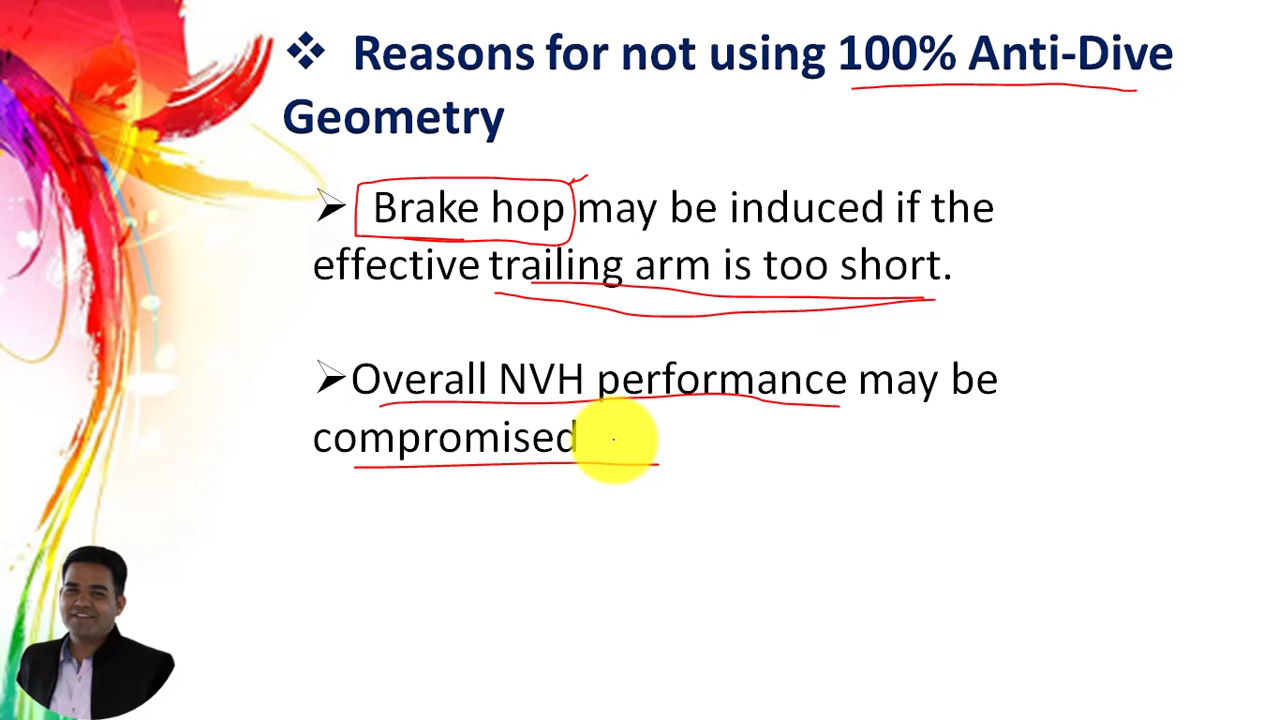 ❖ Reasons for not using 100% Anti-Dive
Geometry
➢ Brake hop may be induced if the
effective trailing arm is too short.
➢Overall NVH performance may be
compromised